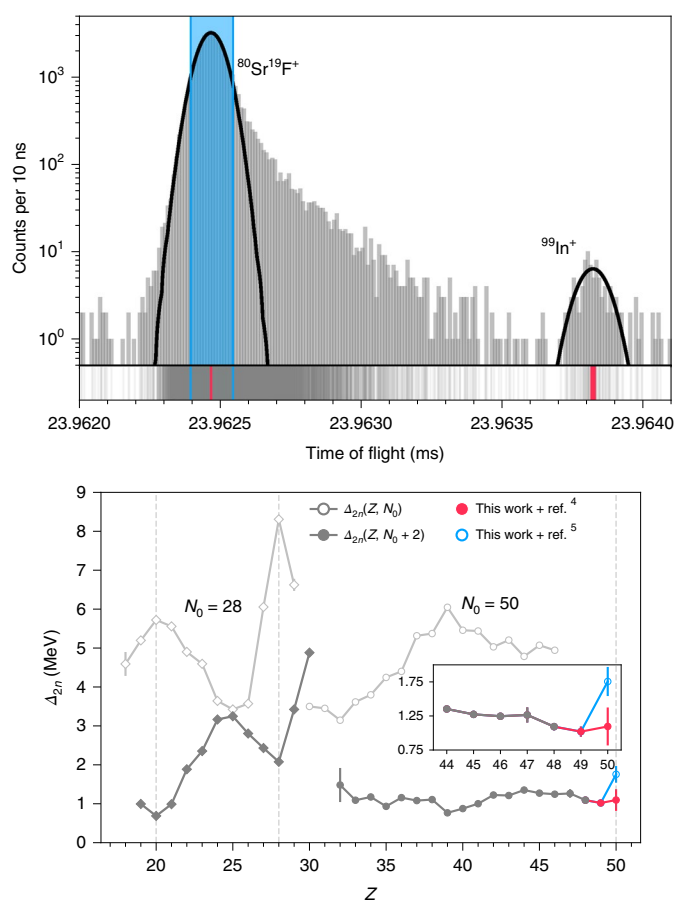 10³
10²
10¹
10⁰
Counts per 10 ns
⁸⁰Sr¹⁹F⁺
⁹⁹In⁺
23.9620 23.9625 23.9630 23.9635 23.9640
Time of flight (ms)
9
8
7
6
5
4
3
2
1
0
Δ₂ₙ (MeV)
Δ₂ₙ(Z, N₀)
Δ₂ₙ(Z, N₀ + 2)
This work + ref. ⁴
This work + ref. ⁵
N₀ = 28
N₀ = 50
1.75
1.25
0.75
44 45 46 47 48 49 50
20 25 30 35 40 45 50
Z